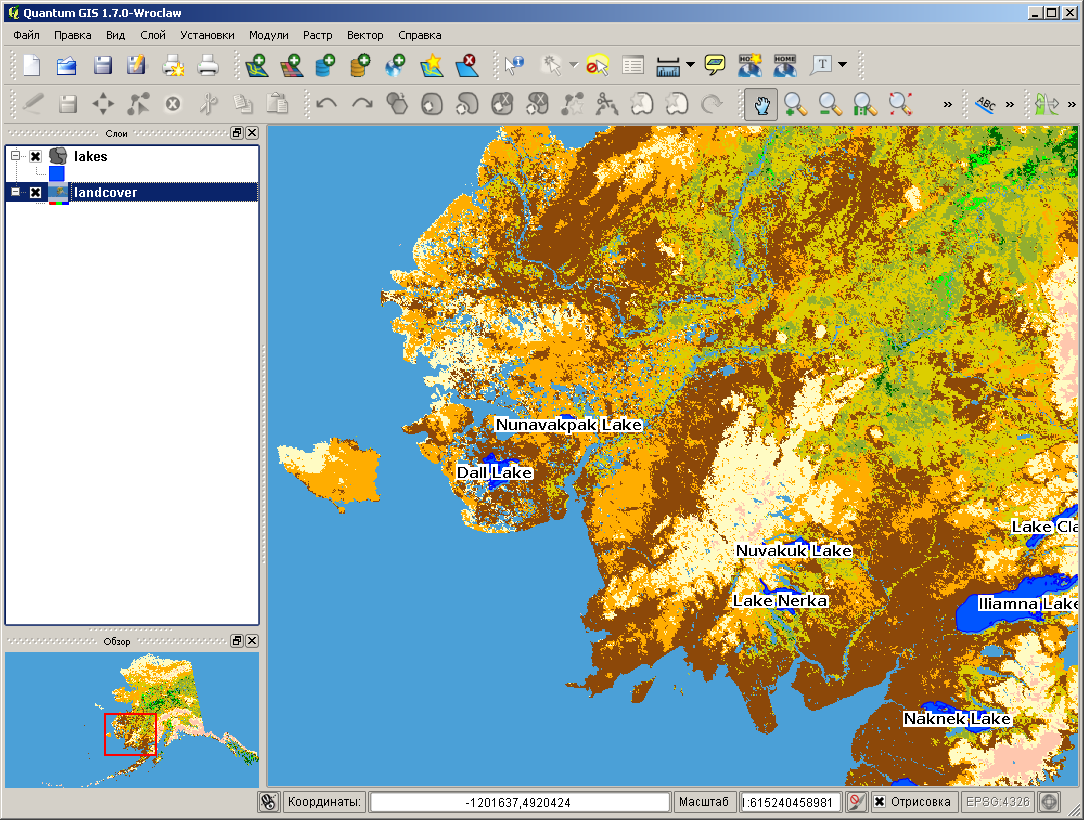 Quantum GIS 1.7.0-Wroclaw
Файл Правка Вид Слой Установки Модули Растр Вектор Справка
T
ABC
Слои
lakes
landcover
Nunavakpak Lake
Dall Lake
Lake Cla
Nuvakuk Lake
Lake Nerka
Iliamna Lake
Naknek Lake
Обзор
Координаты: -1201637,4920424 Масштаб 1:615240458981 Отрисовка EPSG:4326